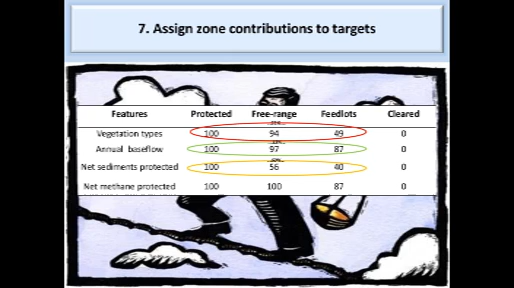 7. Assign zone contributions to targets
Features Protected Free-range Feedlots Cleared
Vegetation types 100 94 49 0
Annual baseflow 100 97 87 0
Net sediments protected 100 56 40 0
Net methane protected 100 100 87 0